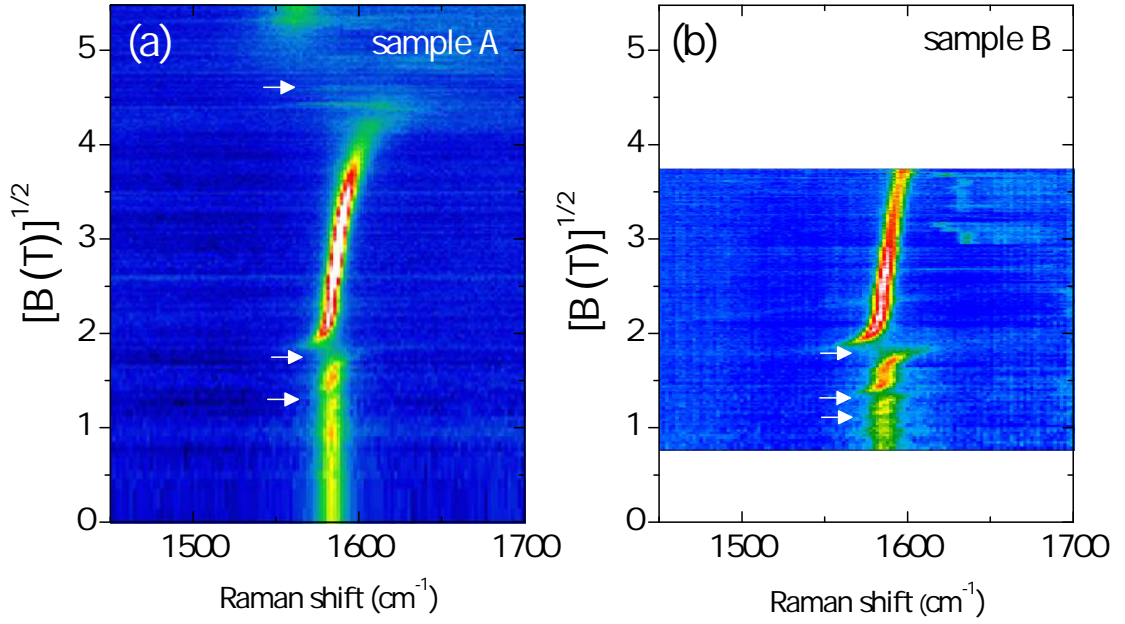 (a) sample A
[B (T)]^1/2
5
4
3
2
1
0
1500 1600 1700
Raman shift (cm^-1)
(b) sample B
[B (T)]^1/2
5
4
3
2
1
0
1500 1600 1700
Raman shift (cm^-1)